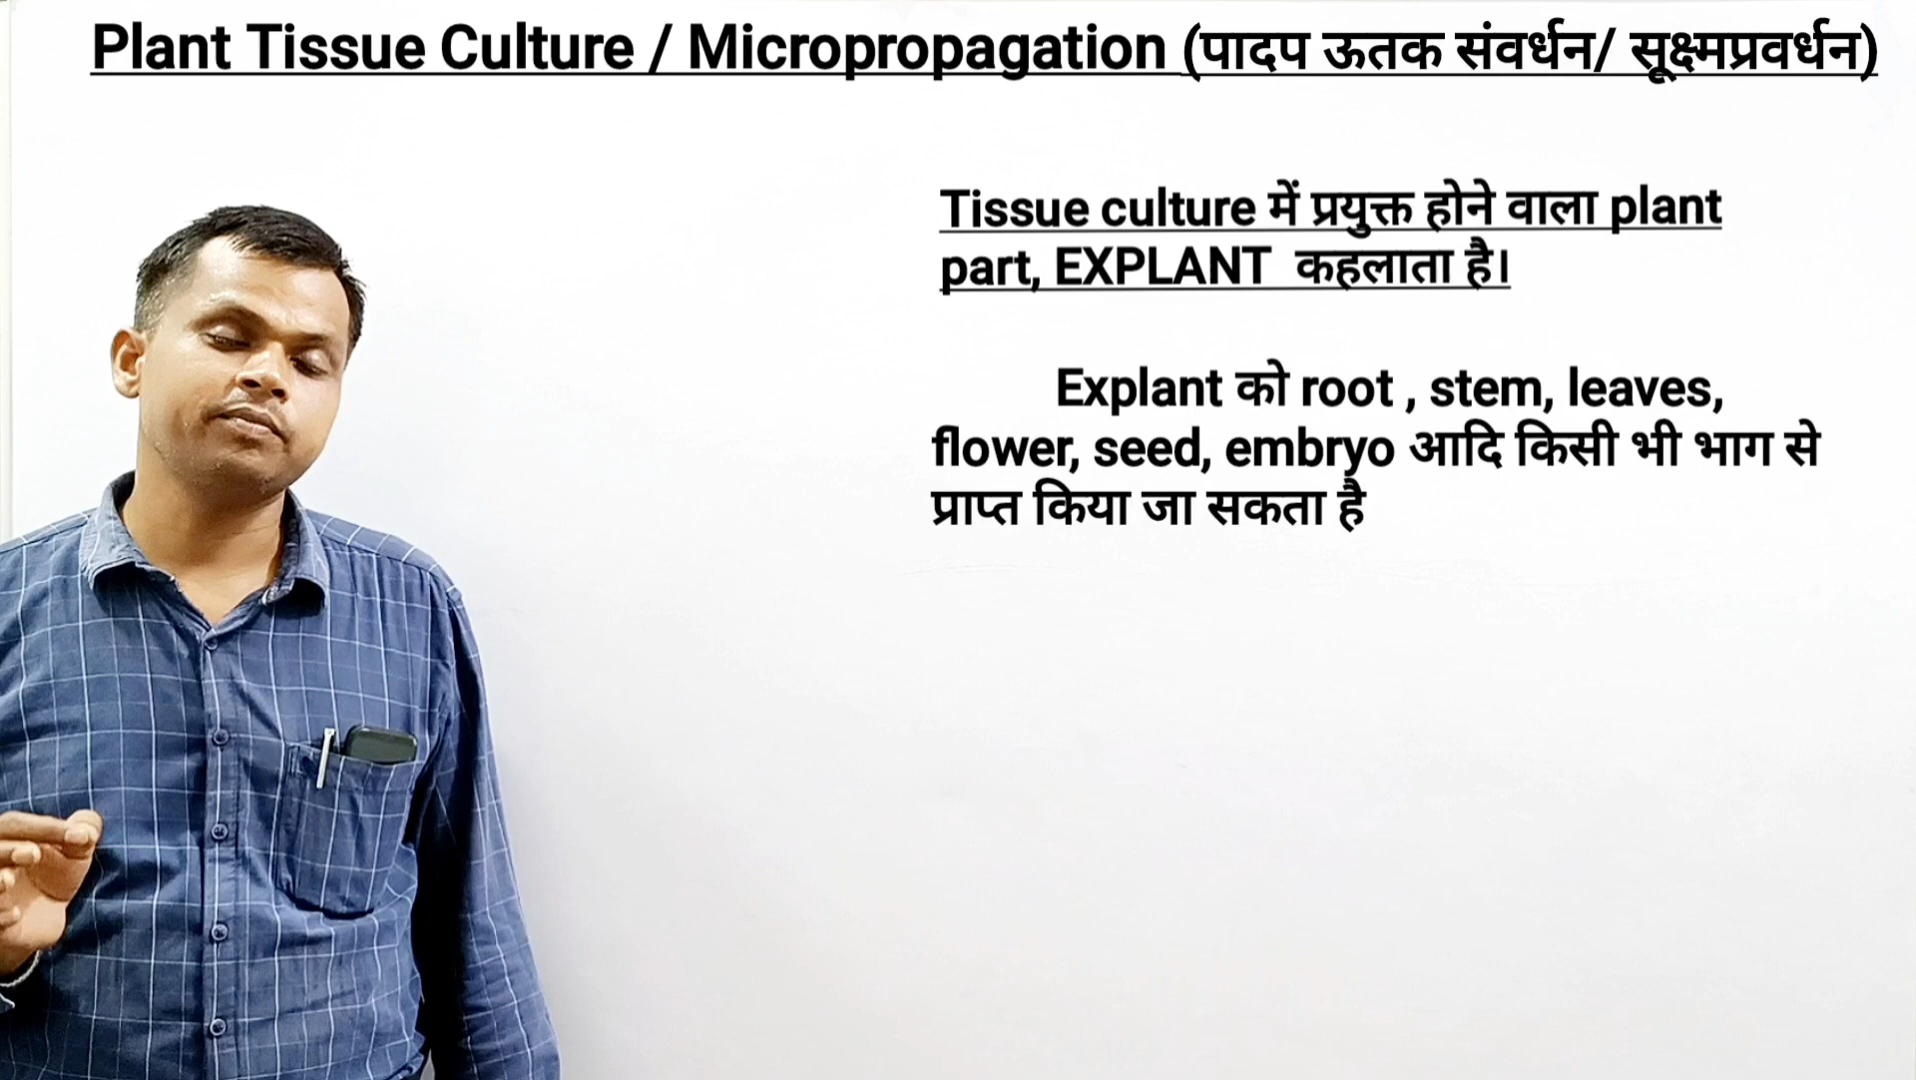 Plant Tissue Culture / Micropropagation (पादप ऊतक संवर्धन/ सूक्ष्मप्रवर्धन)
Tissue culture में प्रयुक्त होने वाला plant
part, EXPLANT कहलाता है।
Explant को root , stem, leaves,
flower, seed, embryo आदि किसी भी भाग से
प्राप्त किया जा सकता है